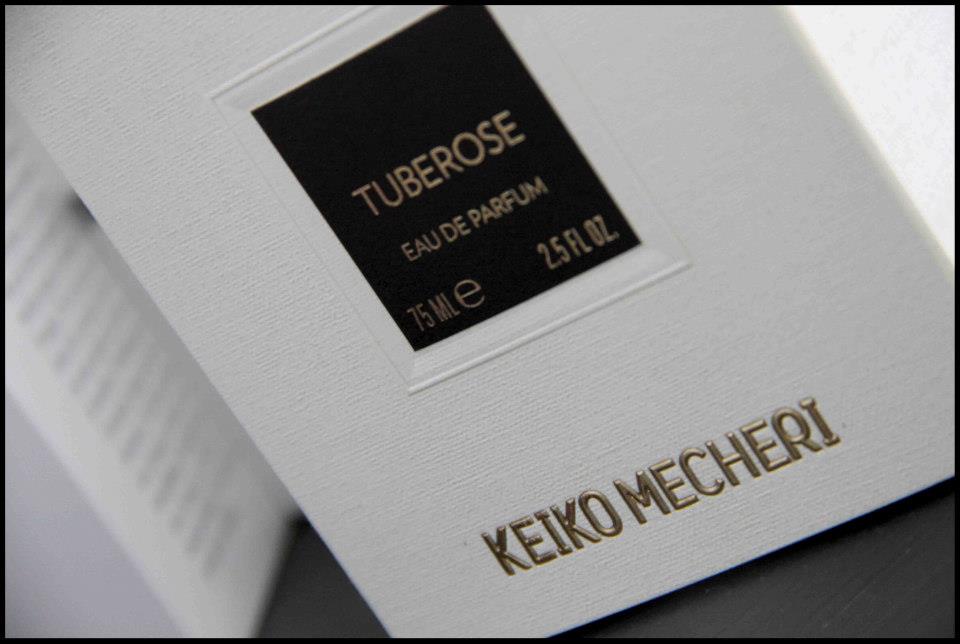 TUBEROSE
EAU DE PARFUM
75 ML e 2.5 FL OZ.
KEIKO MECHERI